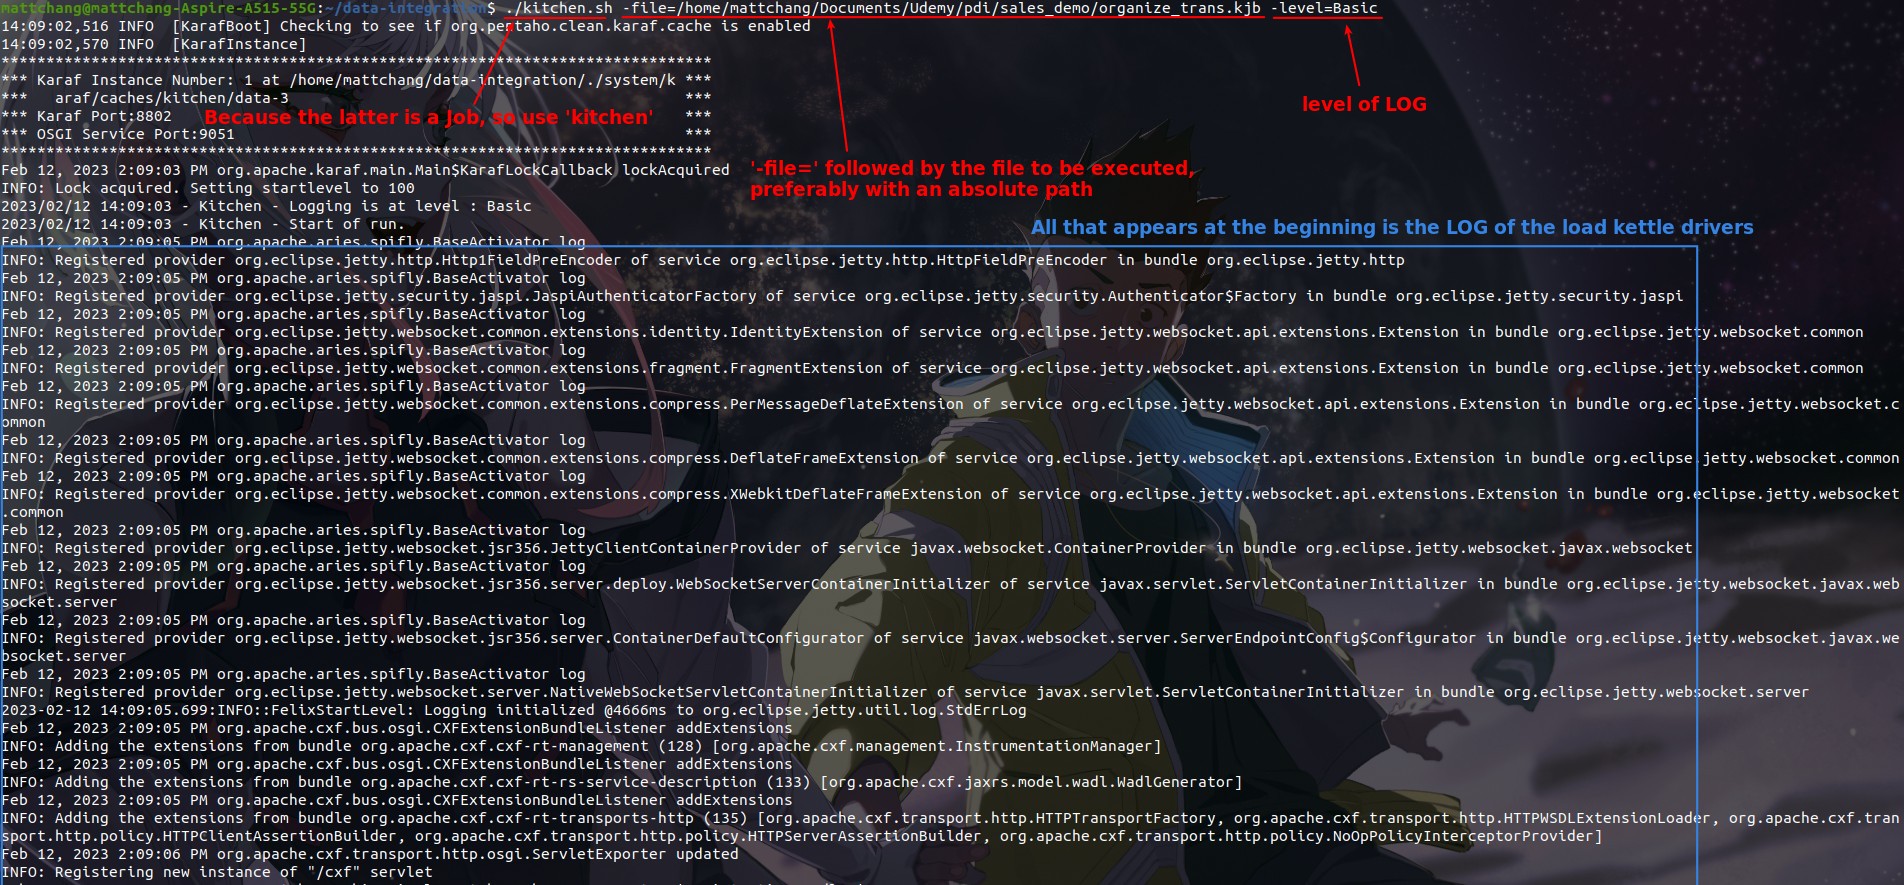 mattchang@mattchang-Aspire-A515-55G:~/data-integration$ ./kitchen.sh -file=/home/mattchang/Documents/Udemy/pdi/sales_demo/organize_trans.kjb -level=Basic
14:09:02,516 INFO  [KarafBoot] Checking to see if org.pentaho.clean.karaf.cache is enabled
14:09:02,570 INFO  [KarafInstance]
*******************************************************************************
*** Karaf Instance Number: 1 at /home/mattchang/data-integration/./system/k ***
***   araf/caches/kitchen/data-3                                            ***
level of LOG
*** Karaf Port:8802                                                         ***
Because the latter is a Job, so use 'kitchen'
*** OSGI Service Port:9051                                                  ***
*******************************************************************************
Feb 12, 2023 2:09:03 PM org.apache.karaf.main.Main$KarafLockCallback lockAcquired
'-file=' followed by the file to be executed,
preferably with an absolute path
INFO: Lock acquired. Setting startlevel to 100
2023/02/12 14:09:03 - Kitchen - Logging is at level : Basic
2023/02/12 14:09:03 - Kitchen - Start of run.
All that appears at the beginning is the LOG of the load kettle drivers
Feb 12, 2023 2:09:05 PM org.apache.aries.spifly.BaseActivator log
INFO: Registered provider org.eclipse.jetty.http.Http1FieldPreEncoder of service org.eclipse.jetty.http.HttpFieldPreEncoder in bundle org.eclipse.jetty.http
Feb 12, 2023 2:09:05 PM org.apache.aries.spifly.BaseActivator log
INFO: Registered provider org.eclipse.jetty.security.jaspi.JaspiAuthenticatorFactory of service org.eclipse.jetty.security.Authenticator$Factory in bundle org.eclipse.jetty.security.jaspi
Feb 12, 2023 2:09:05 PM org.apache.aries.spifly.BaseActivator log
INFO: Registered provider org.eclipse.jetty.websocket.common.extensions.identity.IdentityExtension of service org.eclipse.jetty.websocket.api.extensions.Extension in bundle org.eclipse.jetty.websocket.common
Feb 12, 2023 2:09:05 PM org.apache.aries.spifly.BaseActivator log
INFO: Registered provider org.eclipse.jetty.websocket.common.extensions.fragment.FragmentExtension of service org.eclipse.jetty.websocket.api.extensions.Extension in bundle org.eclipse.jetty.websocket.common
Feb 12, 2023 2:09:05 PM org.apache.aries.spifly.BaseActivator log
INFO: Registered provider org.eclipse.jetty.websocket.common.extensions.compress.PerMessageDeflateExtension of service org.eclipse.jetty.websocket.api.extensions.Extension in bundle org.eclipse.jetty.websocket.c
ommon
Feb 12, 2023 2:09:05 PM org.apache.aries.spifly.BaseActivator log
INFO: Registered provider org.eclipse.jetty.websocket.common.extensions.compress.DeflateFrameExtension of service org.eclipse.jetty.websocket.api.extensions.Extension in bundle org.eclipse.jetty.websocket.common
Feb 12, 2023 2:09:05 PM org.apache.aries.spifly.BaseActivator log
INFO: Registered provider org.eclipse.jetty.websocket.common.extensions.compress.XWebkitDeflateFrameExtension of service org.eclipse.jetty.websocket.api.extensions.Extension in bundle org.eclipse.jetty.websocket
.common
Feb 12, 2023 2:09:05 PM org.apache.aries.spifly.BaseActivator log
INFO: Registered provider org.eclipse.jetty.websocket.jsr356.JettyClientContainerProvider of service javax.websocket.ContainerProvider in bundle org.eclipse.jetty.websocket.javax.websocket
Feb 12, 2023 2:09:05 PM org.apache.aries.spifly.BaseActivator log
INFO: Registered provider org.eclipse.jetty.websocket.jsr356.server.deploy.WebSocketServerContainerInitializer of service javax.servlet.ServletContainerInitializer in bundle org.eclipse.jetty.websocket.javax.web
socket.server
Feb 12, 2023 2:09:05 PM org.apache.aries.spifly.BaseActivator log
INFO: Registered provider org.eclipse.jetty.websocket.jsr356.server.ContainerDefaultConfigurator of service javax.websocket.server.ServerEndpointConfig$Configurator in bundle org.eclipse.jetty.websocket.javax.we
bsocket.server
Feb 12, 2023 2:09:05 PM org.apache.aries.spifly.BaseActivator log
INFO: Registered provider org.eclipse.jetty.websocket.server.NativeWebSocketServletContainerInitializer of service javax.servlet.ServletContainerInitializer in bundle org.eclipse.jetty.websocket.server
2023-02-12 14:09:05.699:INFO::FelixStartLevel: Logging initialized @4666ms to org.eclipse.jetty.util.log.StdErrLog
Feb 12, 2023 2:09:05 PM org.apache.cxf.bus.osgi.CXFExtensionBundleListener addExtensions
INFO: Adding the extensions from bundle org.apache.cxf.cxf-rt-management (128) [org.apache.cxf.management.InstrumentationManager]
Feb 12, 2023 2:09:05 PM org.apache.cxf.bus.osgi.CXFExtensionBundleListener addExtensions
INFO: Adding the extensions from bundle org.apache.cxf.cxf-rt-rs-service-description (133) [org.apache.cxf.jaxrs.model.wadl.WadlGenerator]
Feb 12, 2023 2:09:05 PM org.apache.cxf.bus.osgi.CXFExtensionBundleListener addExtensions
INFO: Adding the extensions from bundle org.apache.cxf.cxf-rt-transports-http (135) [org.apache.cxf.transport.http.HTTPTransportFactory, org.apache.cxf.transport.http.HTTPWSDLExtensionLoader, org.apache.cxf.tran
sport.http.policy.HTTPClientAssertionBuilder, org.apache.cxf.transport.http.policy.HTTPServerAssertionBuilder, org.apache.cxf.transport.http.policy.NoOpPolicyInterceptorProvider]
Feb 12, 2023 2:09:06 PM org.apache.cxf.transport.http.osgi.ServletExporter updated
INFO: Registering new instance of "/cxf" servlet